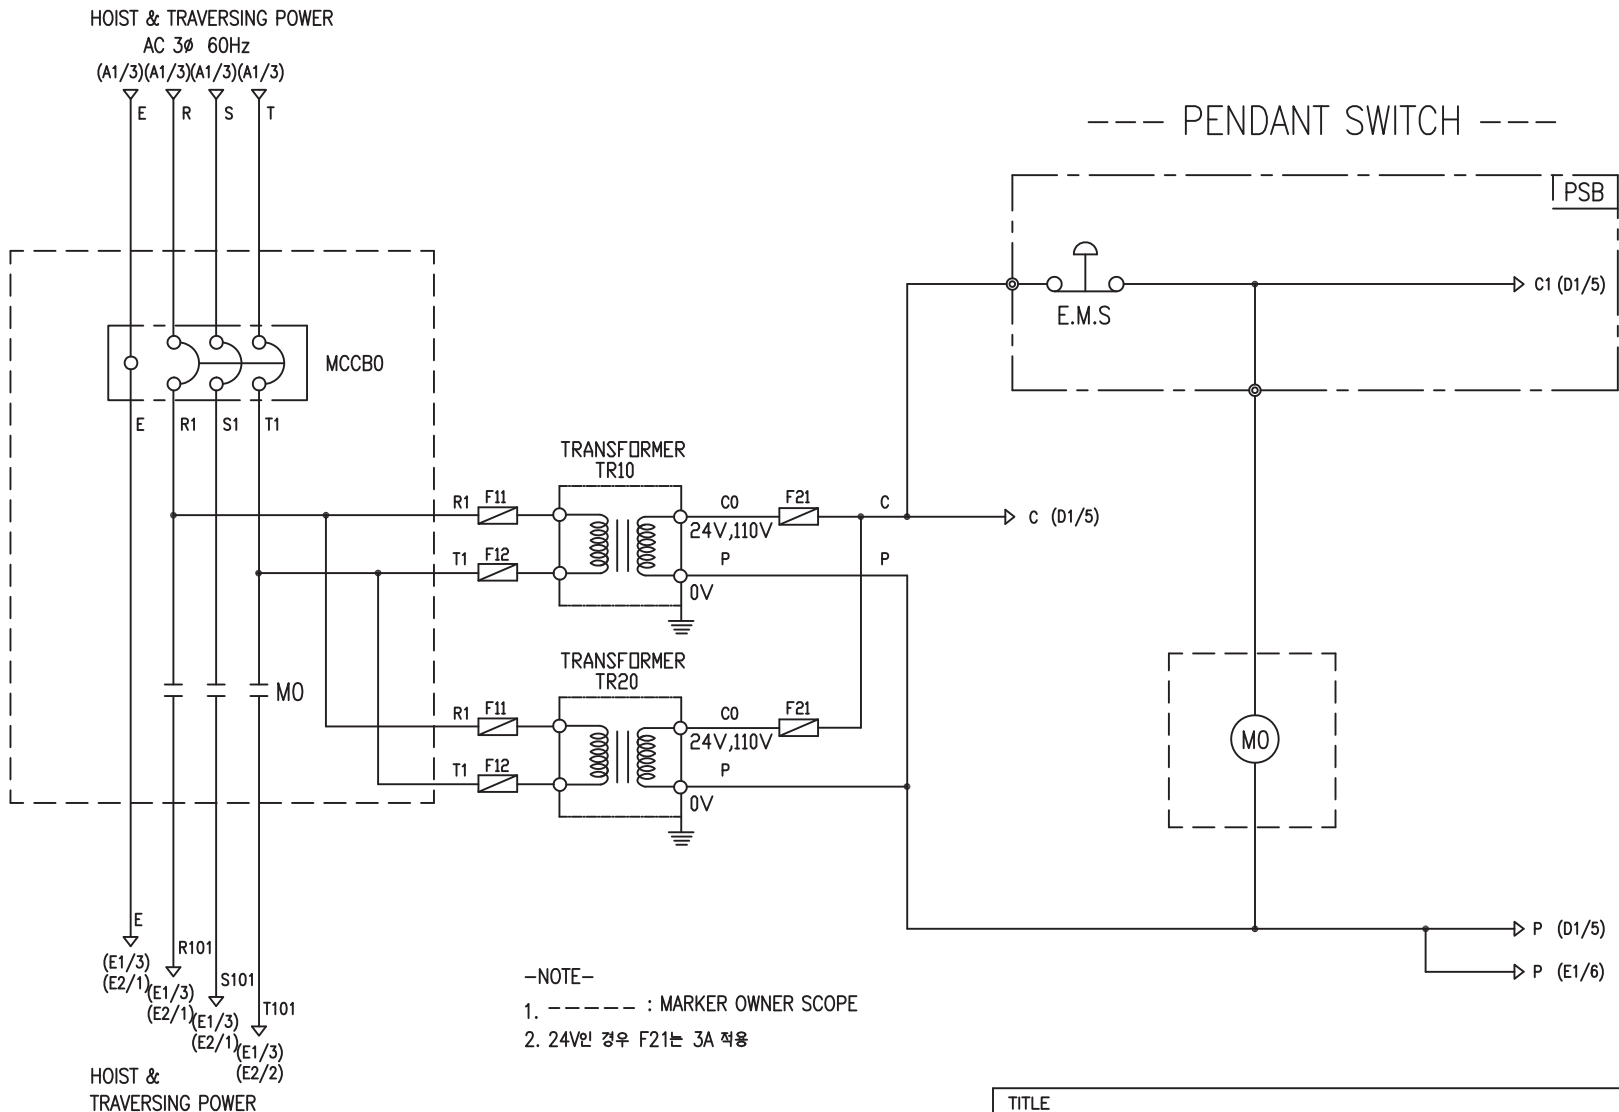 HOIST & TRAVERSING POWER
AC 3ø 60Hz
(A1/3)(A1/3)(A1/3)(A1/3)
E R S T
--- PENDANT SWITCH ---
PSB
E.M.S
C1 (D1/5)
MCCB0
E R1 S1 T1
TRANSFORMER
TR10
R1 F11
C0 F21 C
24V,110V
C (D1/5)
T1 F12
P P
0V
TRANSFORMER
TR20
M0
R1 F11
C0 F21
24V,110V
M0
T1 F12
P
0V
E
R101
S101
T101
(E1/3)
(E2/1)
(E1/3)
(E2/1)
(E1/3)
(E2/1)
(E1/3)
(E2/2)
P (D1/5)
P (E1/6)
-NOTE-
1. ------ : MARKER OWNER SCOPE
2. 24V인 경우 F21는 3A 적용
HOIST &
TRAVERSING POWER
TITLE